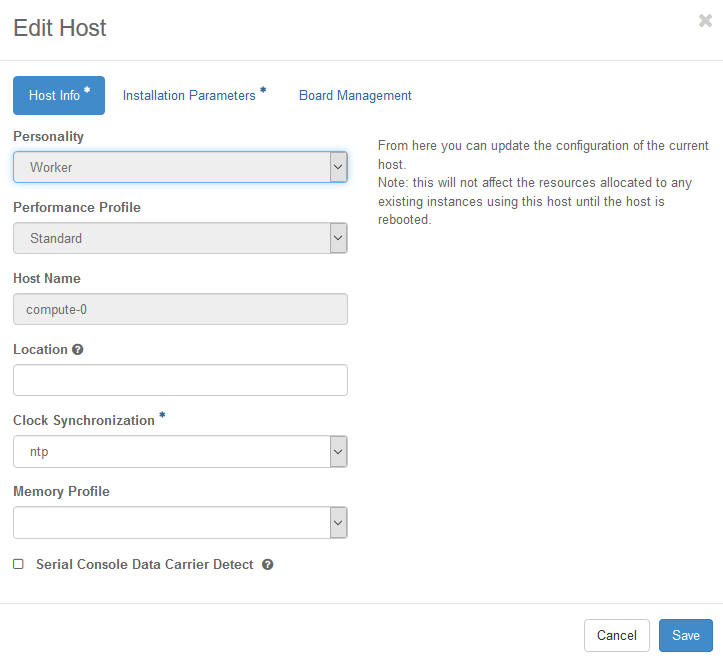 Edit Host
×
Host Info * Installation Parameters * Board Management
Personality
Worker
Performance Profile
Standard
Host Name
compute-0
Location ?
Clock Synchronization *
ntp
Memory Profile
Serial Console Data Carrier Detect ?
From here you can update the configuration of the current
host.
Note: this will not affect the resources allocated to any
existing instances using this host until the host is
rebooted.
Cancel Save